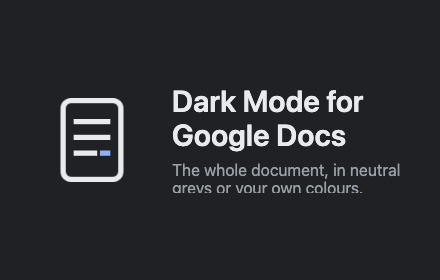 Dark Mode for
Google Docs
The whole document, in neutral
greys or your own colours.